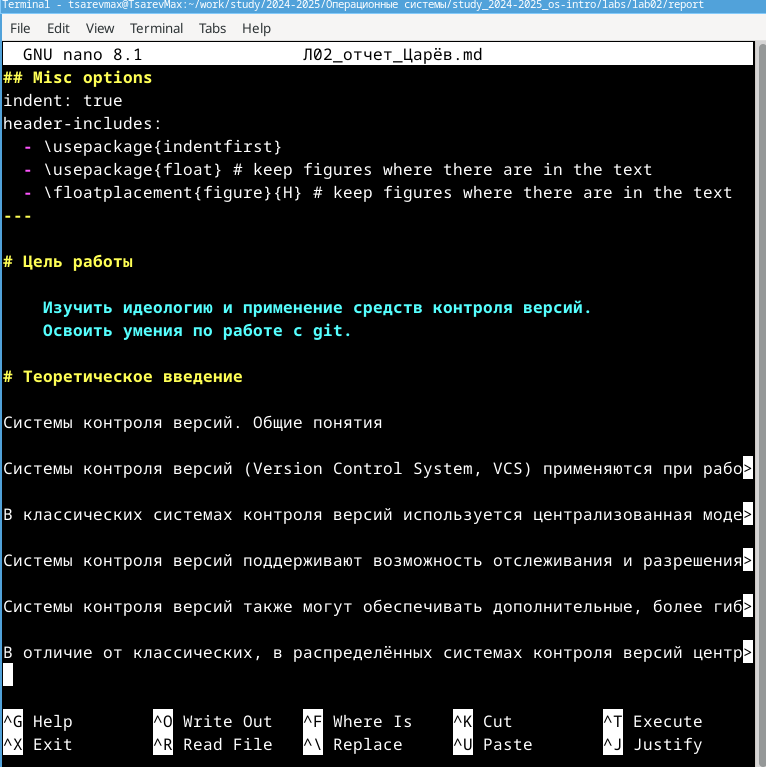 Terminal - tsarevmax@TsarevMax:~/work/study/2024-2025/Операционные системы/study_2024-2025_os-intro/labs/lab02/report
File Edit View Terminal Tabs Help
GNU nano 8.1 Л02_отчет_Царёв.md
## Misc options
indent: true
header-includes:
  - \usepackage{indentfirst}
  - \usepackage{float} # keep figures where there are in the text
  - \floatplacement{figure}{H} # keep figures where there are in the text
---
# Цель работы
    Изучить идеологию и применение средств контроля версий.
    Освоить умения по работе с git.
# Теоретическое введение
Системы контроля версий. Общие понятия
Системы контроля версий (Version Control System, VCS) применяются при рабо>
В классических системах контроля версий используется централизованная моде>
Системы контроля версий поддерживают возможность отслеживания и разрешения>
Системы контроля версий также могут обеспечивать дополнительные, более гиб>
В отличие от классических, в распределённых системах контроля версий центр>
^G Help ^O Write Out ^F Where Is ^K Cut ^T Execute
^X Exit ^R Read File ^\ Replace ^U Paste ^J Justify